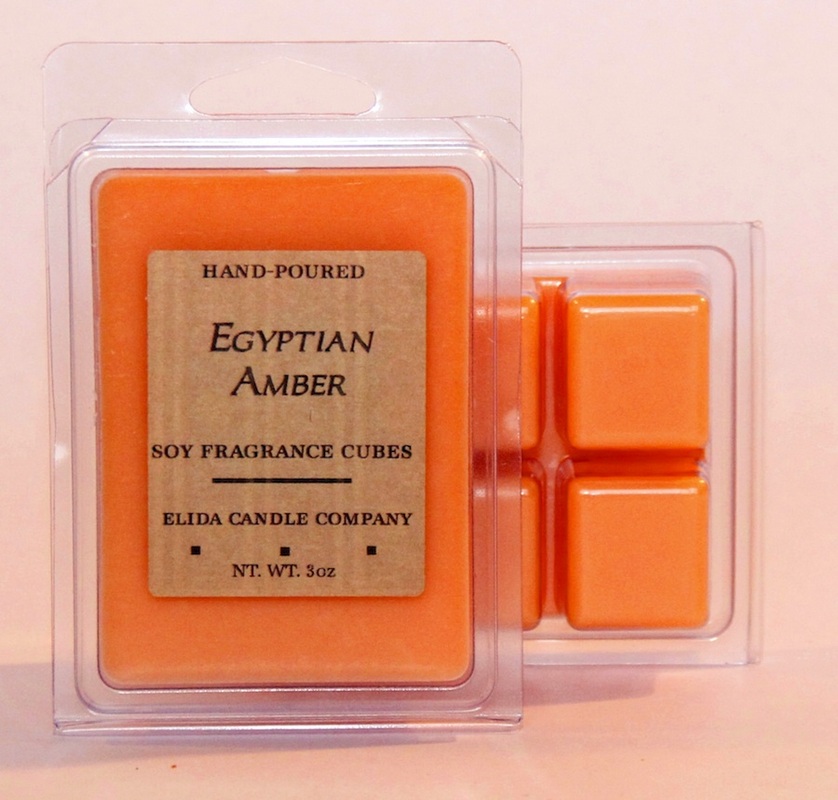 HAND-POURED
EGYPTIAN
AMBER
SOY FRAGRANCE CUBES
ELIDA CANDLE COMPANY
NT. WT. 3oz